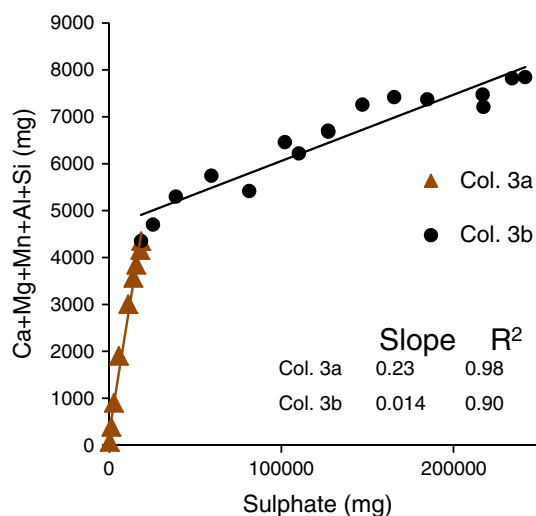 9000
8000
7000
6000
5000
4000
3000
2000
1000
0
Ca+Mg+Mn+Al+Si (mg)
Col. 3a
Col. 3b
Slope R²
Col. 3a 0.23 0.98
Col. 3b 0.014 0.90
0 100000 200000
Sulphate (mg)